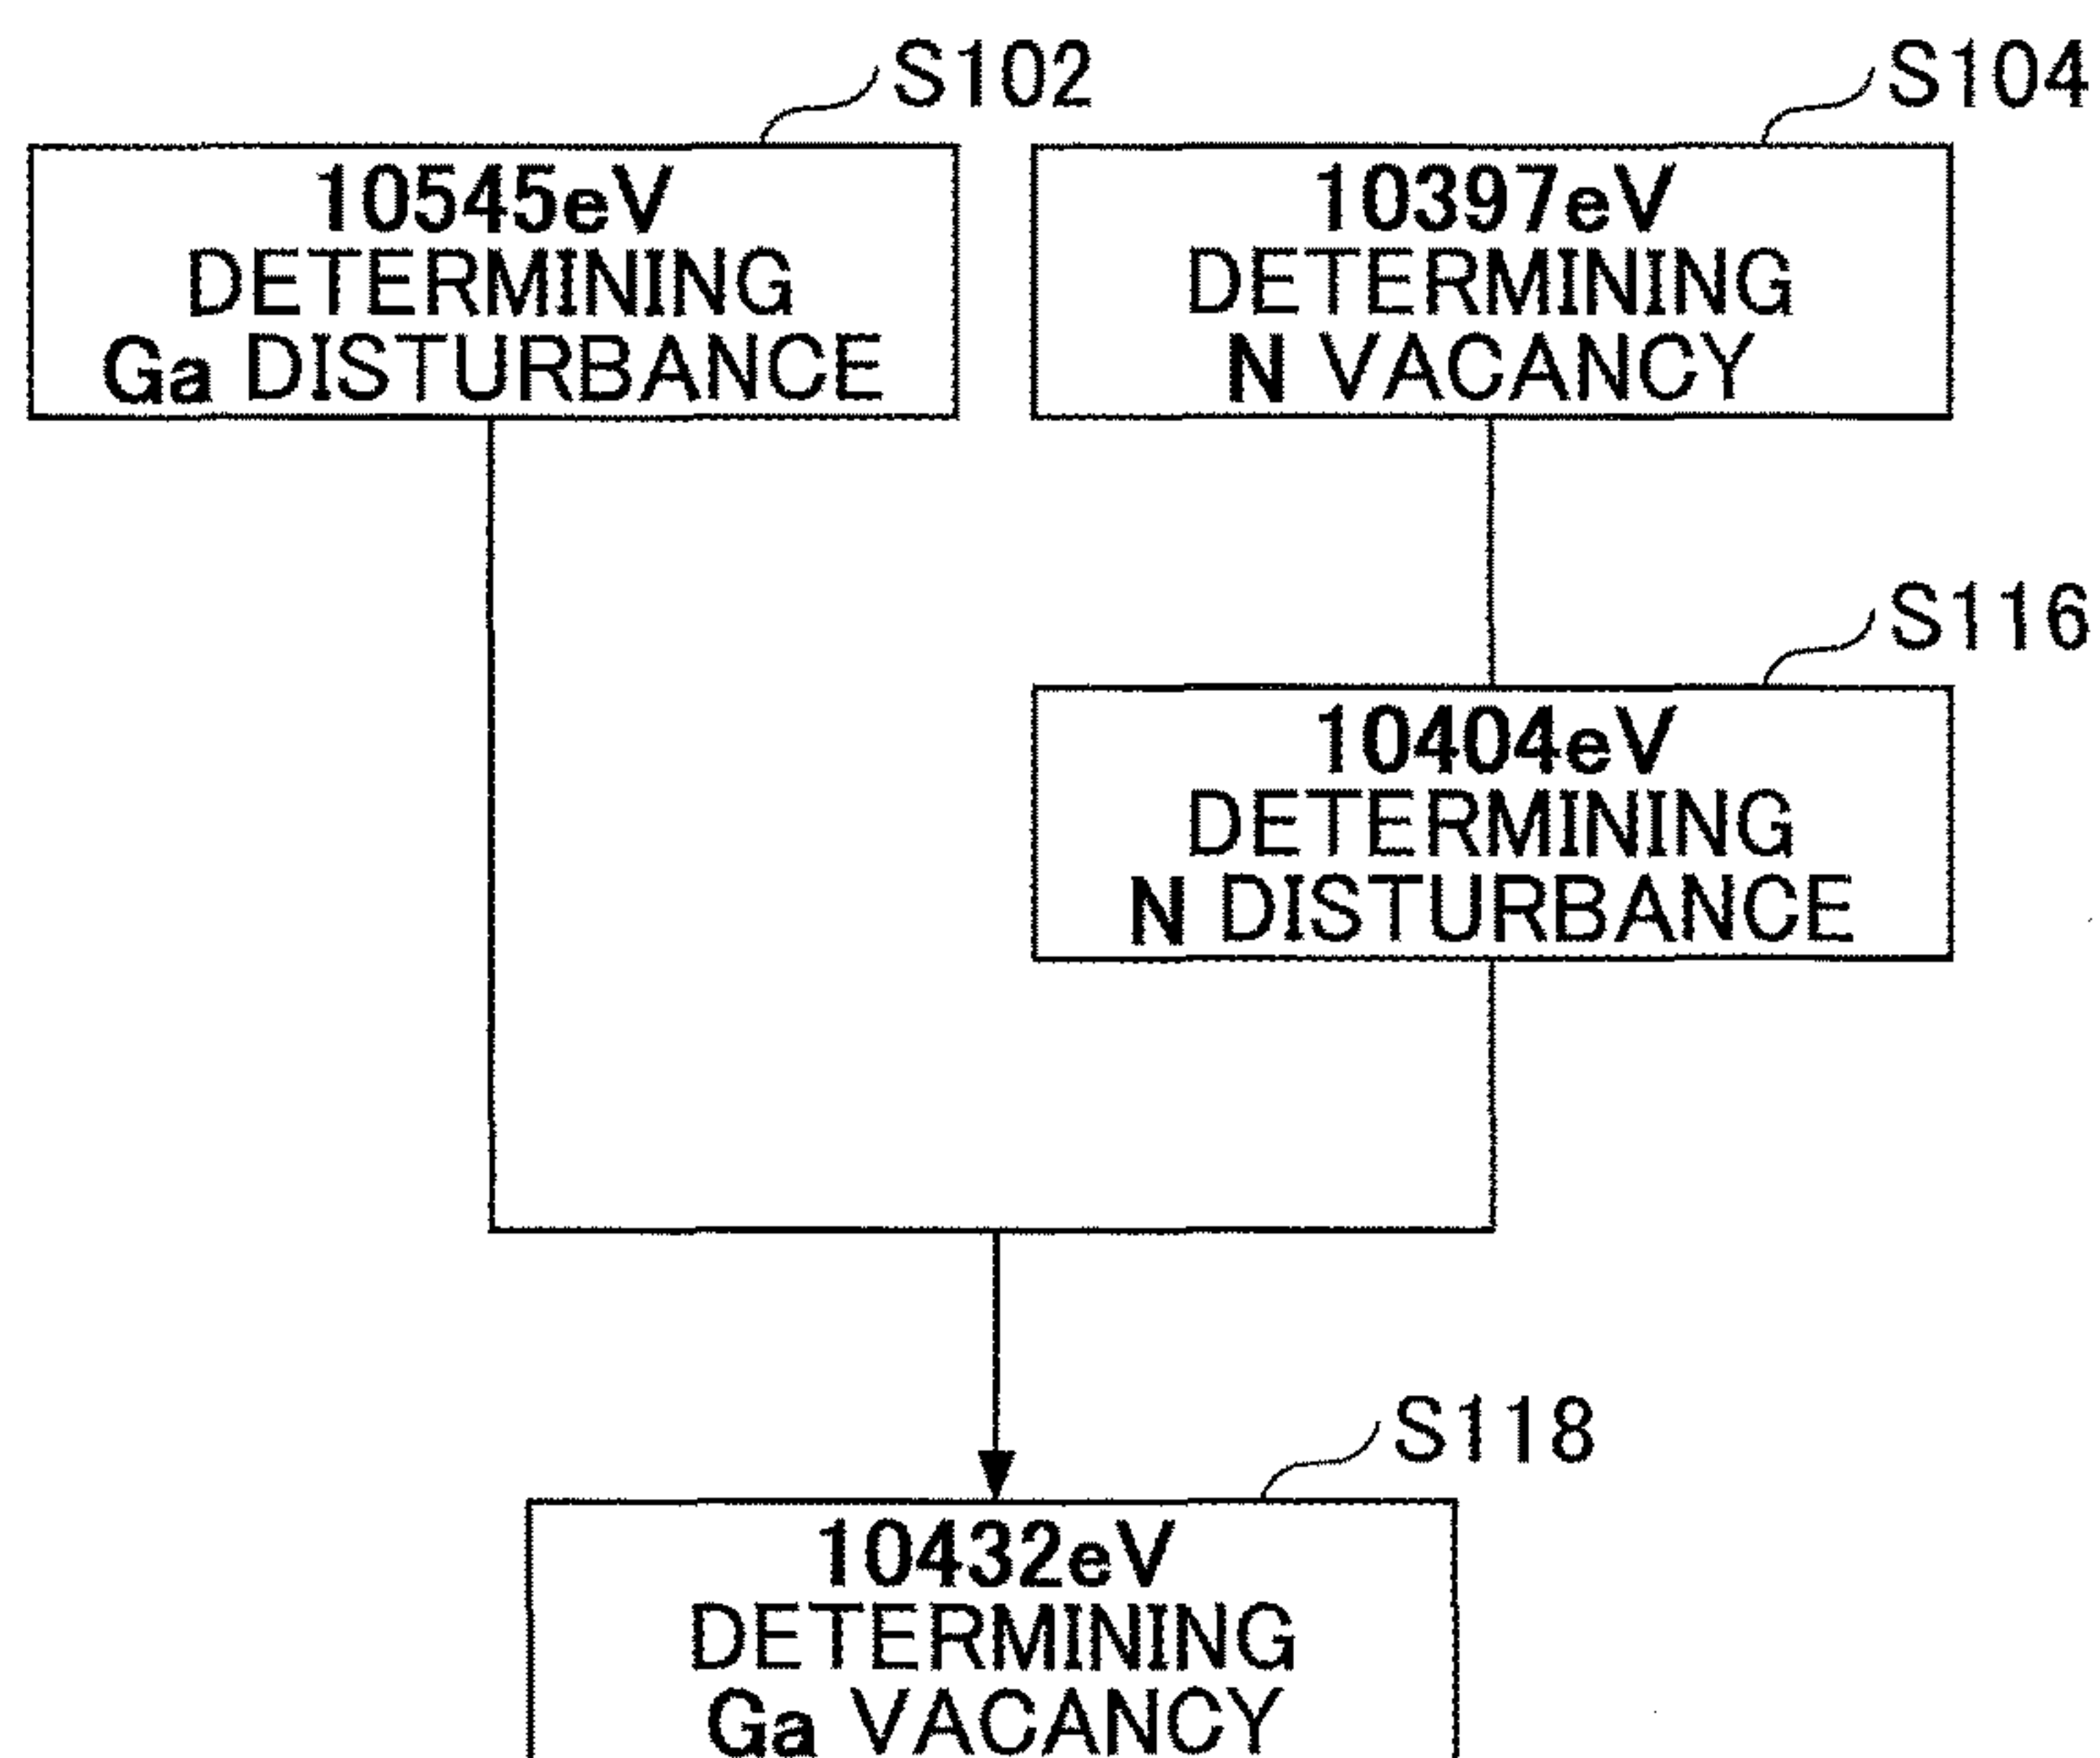 S102
10545eV
DETERMINING
Ga DISTURBANCE
S104
10397eV
DETERMINING
N VACANCY
S116
10404eV
DETERMINING
N DISTURBANCE
S118
10432eV
DETERMINING
Ga VACANCY